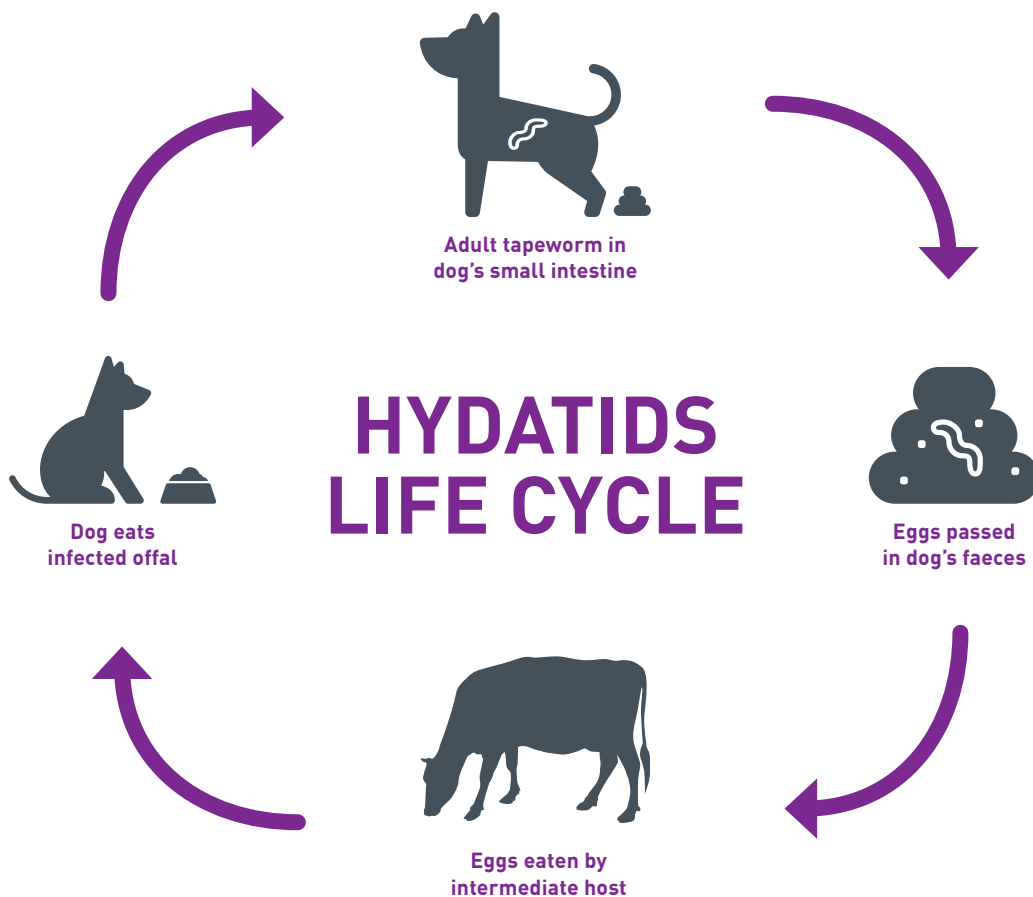 Adult tapeworm in
dog's small intestine
HYDATIDS
LIFE CYCLE
Dog eats
infected offal
Eggs passed
in dog's faeces
Eggs eaten by
intermediate host